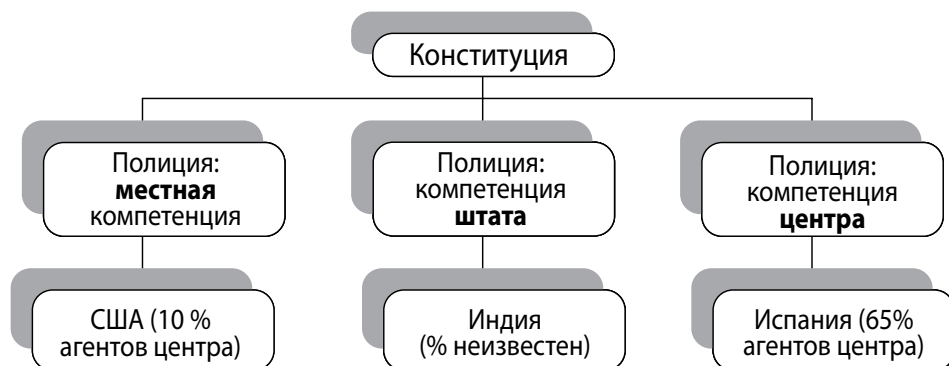 Конституция
Полиция:
местная
компетенция
Полиция:
компетенция
штата
Полиция:
компетенция
центра
США (10 %
агентов центра)
Индия
(% неизвестен)
Испания (65%
агентов центра)